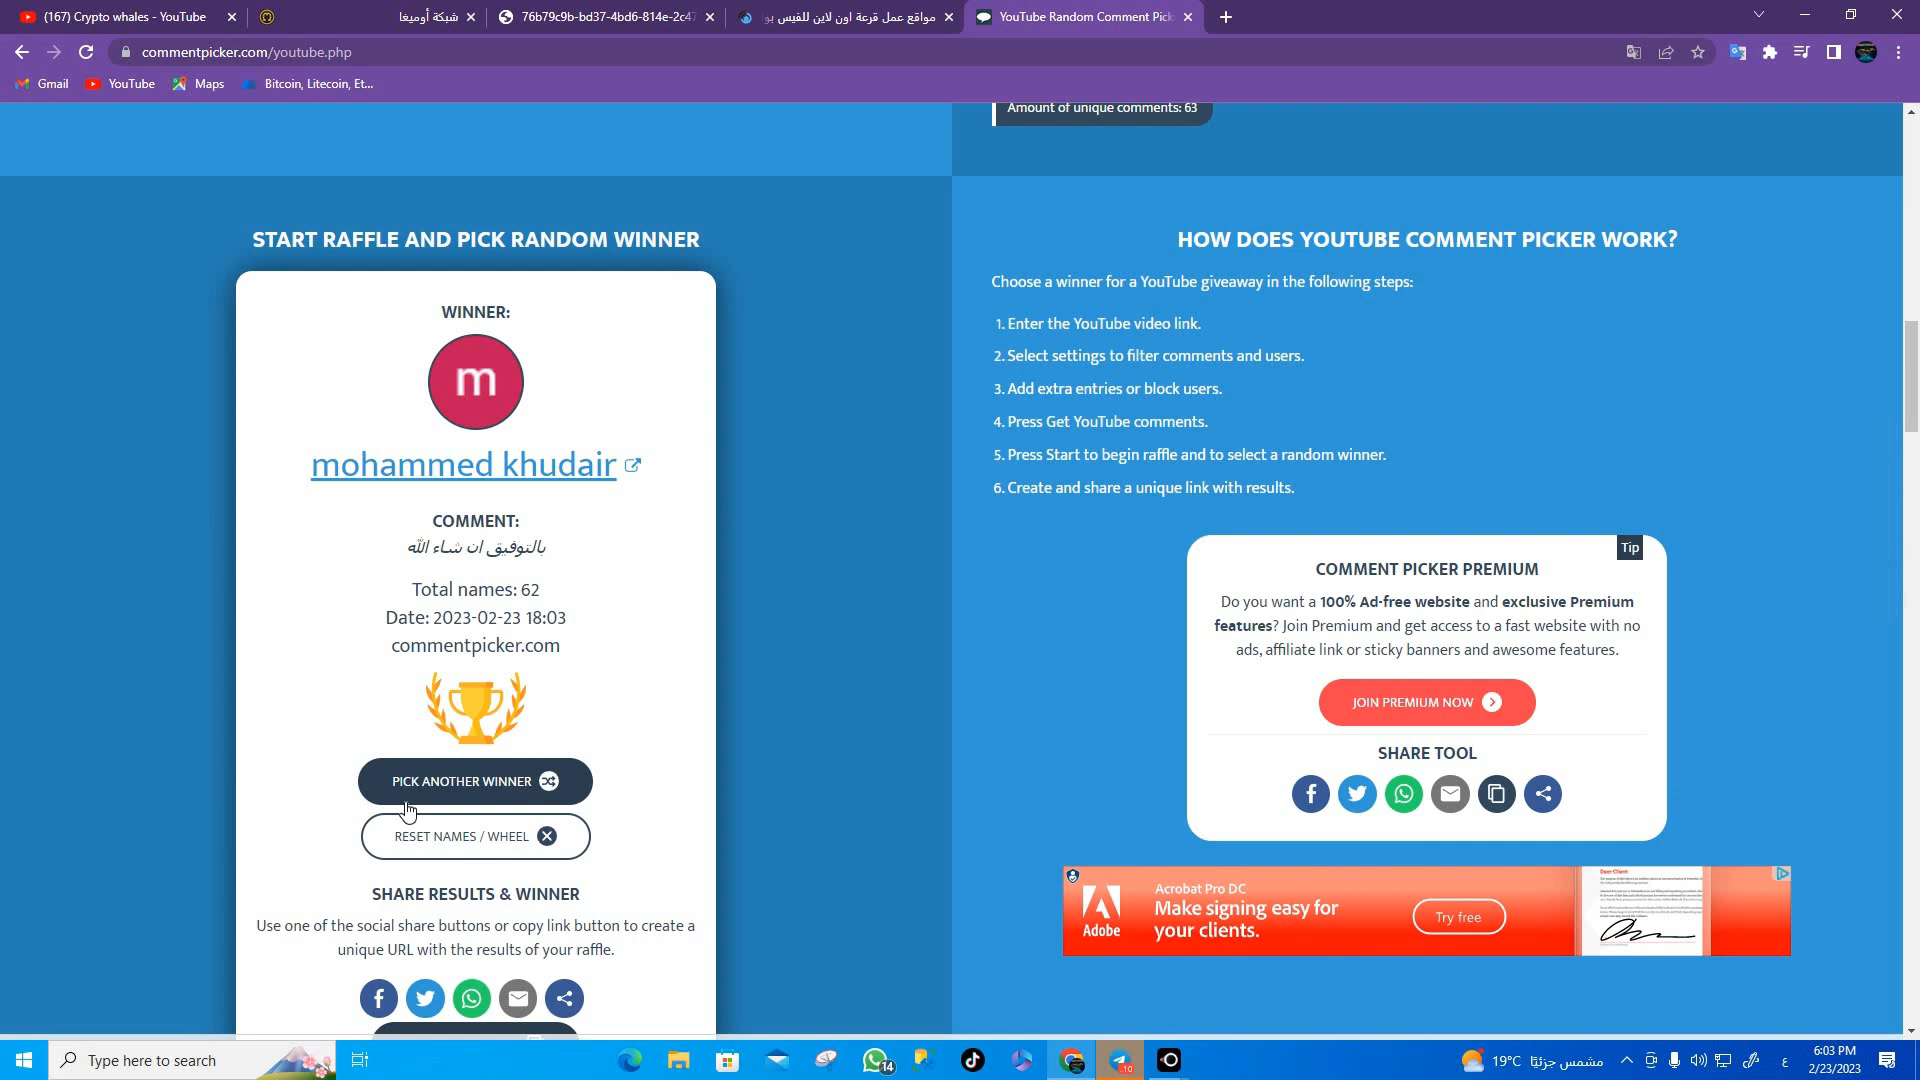 (167) Crypto whales - YouTube
شبكة أوميغا
76b79c9b-bd37-4bd6-814e-2c47
مواقع عمل قرعة اون لاين للفيس بو
YouTube Random Comment Pick
commentpicker.com/youtube.php
Gmail
YouTube
Maps
Bitcoin, Litecoin, Et...
Amount of unique comments: 63
START RAFFLE AND PICK RANDOM WINNER
WINNER:
m
mohammed khudair
COMMENT:
بالتوفيق ان شاء الله
Total names: 62
Date: 2023-02-23 18:03
commentpicker.com
PICK ANOTHER WINNER
RESET NAMES / WHEEL
SHARE RESULTS & WINNER
Use one of the social share buttons or copy link button to create a
unique URL with the results of your raffle.
HOW DOES YOUTUBE COMMENT PICKER WORK?
Choose a winner for a YouTube giveaway in the following steps:
1. Enter the YouTube video link.
2. Select settings to filter comments and users.
3. Add extra entries or block users.
4. Press Get YouTube comments.
5. Press Start to begin raffle and to select a random winner.
6. Create and share a unique link with results.
Tip
COMMENT PICKER PREMIUM
Do you want a 100% Ad-free website and exclusive Premium
features? Join Premium and get access to a fast website with no
ads, affiliate link or sticky banners and awesome features.
JOIN PREMIUM NOW
SHARE TOOL
Adobe
Acrobat Pro DC
Make signing easy for
your clients.
Try free
Dear Client
Type here to search
14
10
19°C مشمس جزئيًا
ع
6:03 PM
2/23/2023